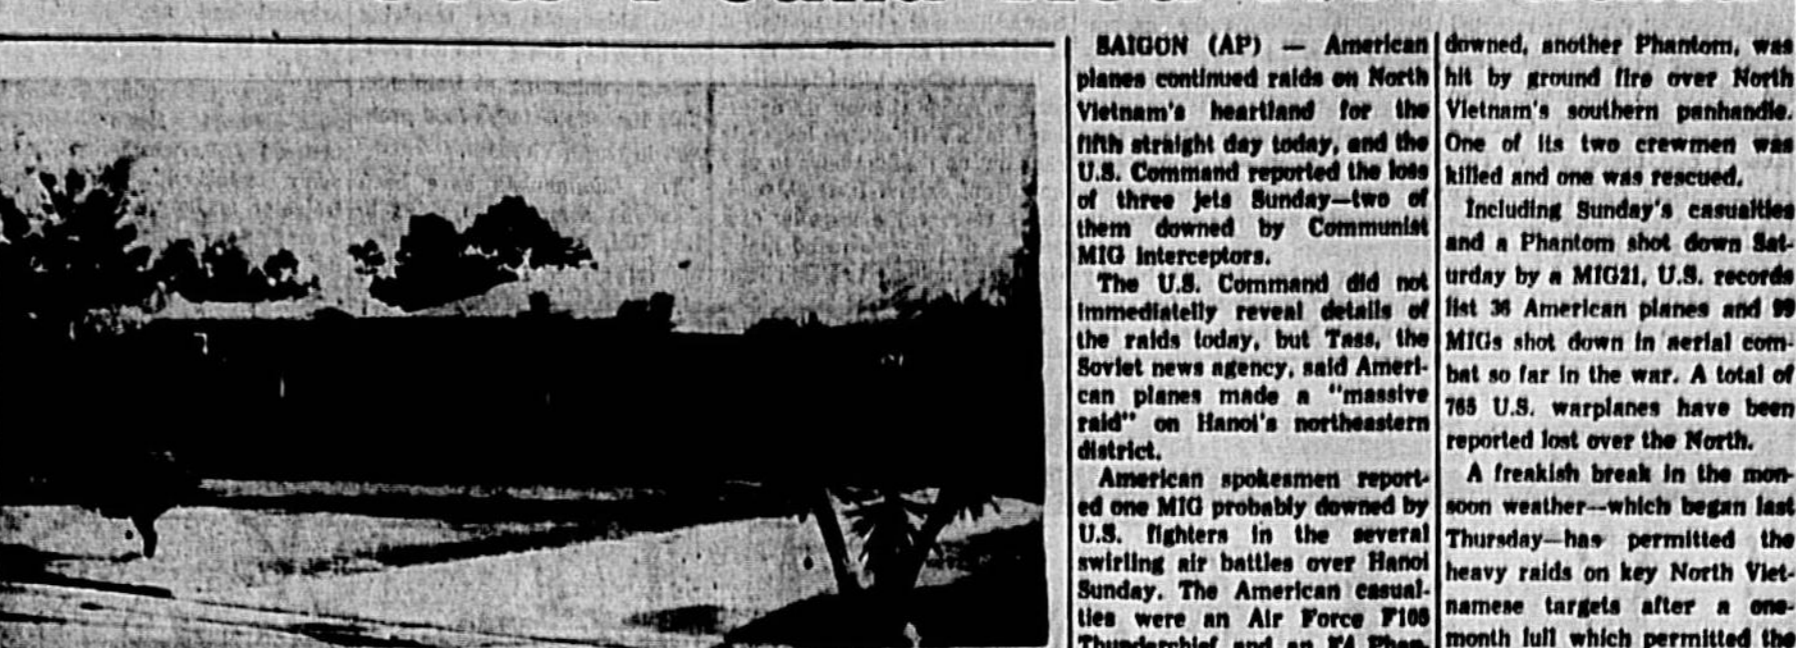 SAIGON (AP) — American
planes continued raids on North
Vietnam's heartland for the
fifth straight day today, and the
U.S. Command reported the loss
of three jets Sunday—two of
them downed by Communist
MIG interceptors.
The U.S. Command did not
immediatelly reveal details of
the raids today, but Tass, the
Soviet news agency, said Ameri-
can planes made a "massive
raid" on Hanoi's northeastern
district.
American spokesmen report-
ed one MIG probably downed by
U.S. fighters in the several
swirling air battles over Hanoi
Sunday. The American casual-
ties were an Air Force F105
Thunderchief and an F4 Phan-
downed, another Phantom, was
hit by ground fire over North
Vietnam's southern panhandle.
One of its two crewmen was
killed and one was rescued.
Including Sunday's casualties
and a Phantom shot down Sat-
urday by a MIG21, U.S. records
list 36 American planes and 99
MIGs shot down in aerial com-
bat so far in the war. A total of
765 U.S. warplanes have been
reported lost over the North.
A freakish break in the mon-
soon weather—which began last
Thursday—has permitted the
heavy raids on key North Viet-
namese targets after a one-
month lull which permitted the